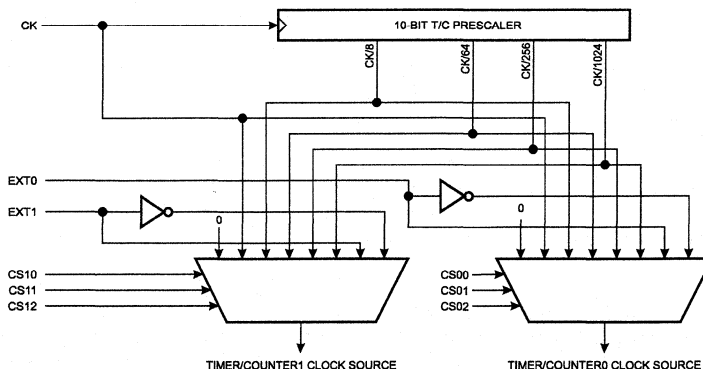 CK
10-BIT T/C PRESCALER
CK/8
CK/64
CK/256
CK/1024
EXT0
EXT1
0
0
CS10
CS11
CS12
CS00
CS01
CS02
TIMER/COUNTER1 CLOCK SOURCE
TIMER/COUNTER0 CLOCK SOURCE